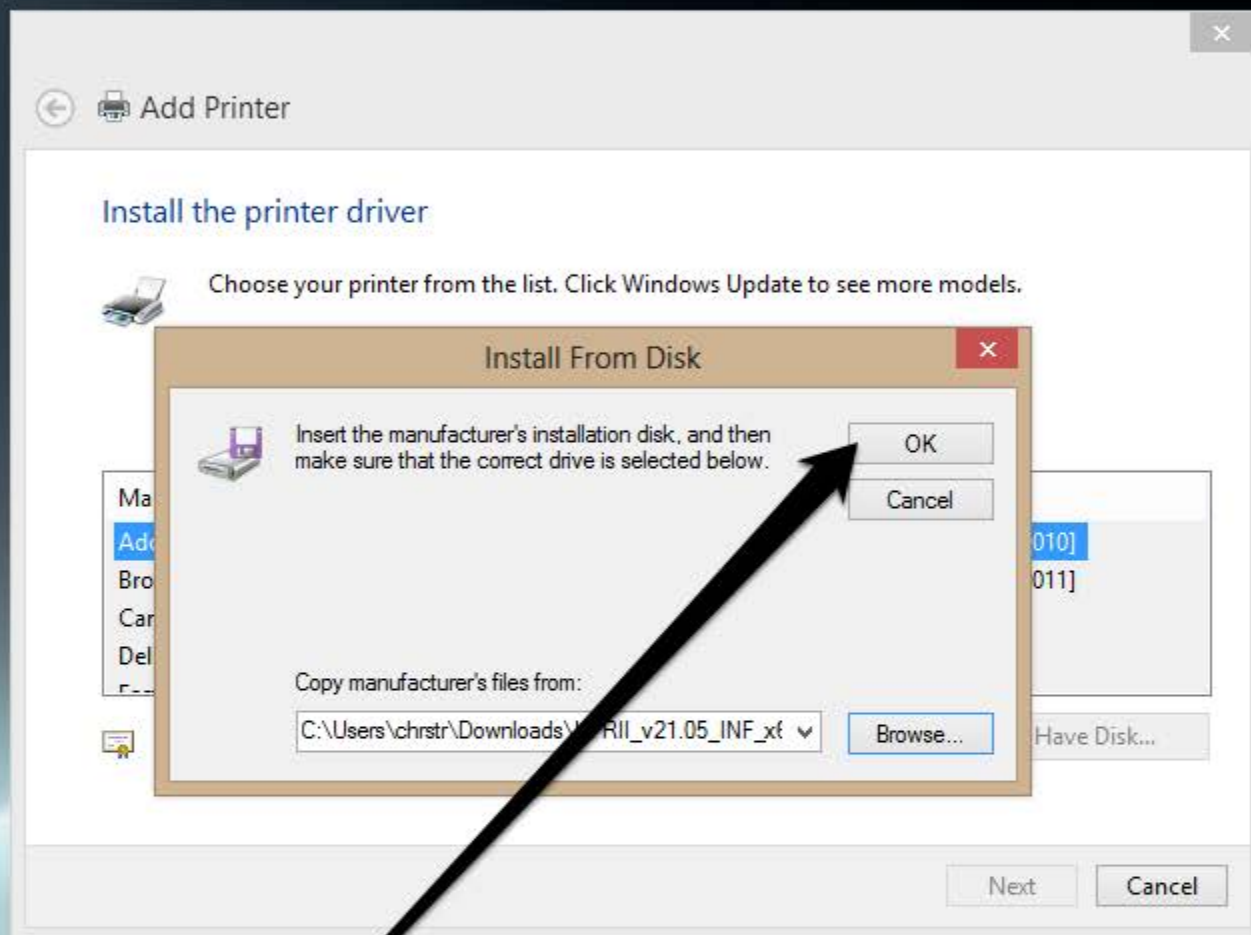 Add Printer
Install the printer driver
Choose your printer from the list. Click Windows Update to see more models.
Install From Disk
Insert the manufacturer's installation disk, and then
make sure that the correct drive is selected below.
OK
Cancel
Ma
Ado
010]
Bro
011]
Car
Del
Copy manufacturer's files from:
C:\Users\chrstr\Downloads\ RII_v21.05_INF_x6
Browse...
Have Disk...
Next
Cancel